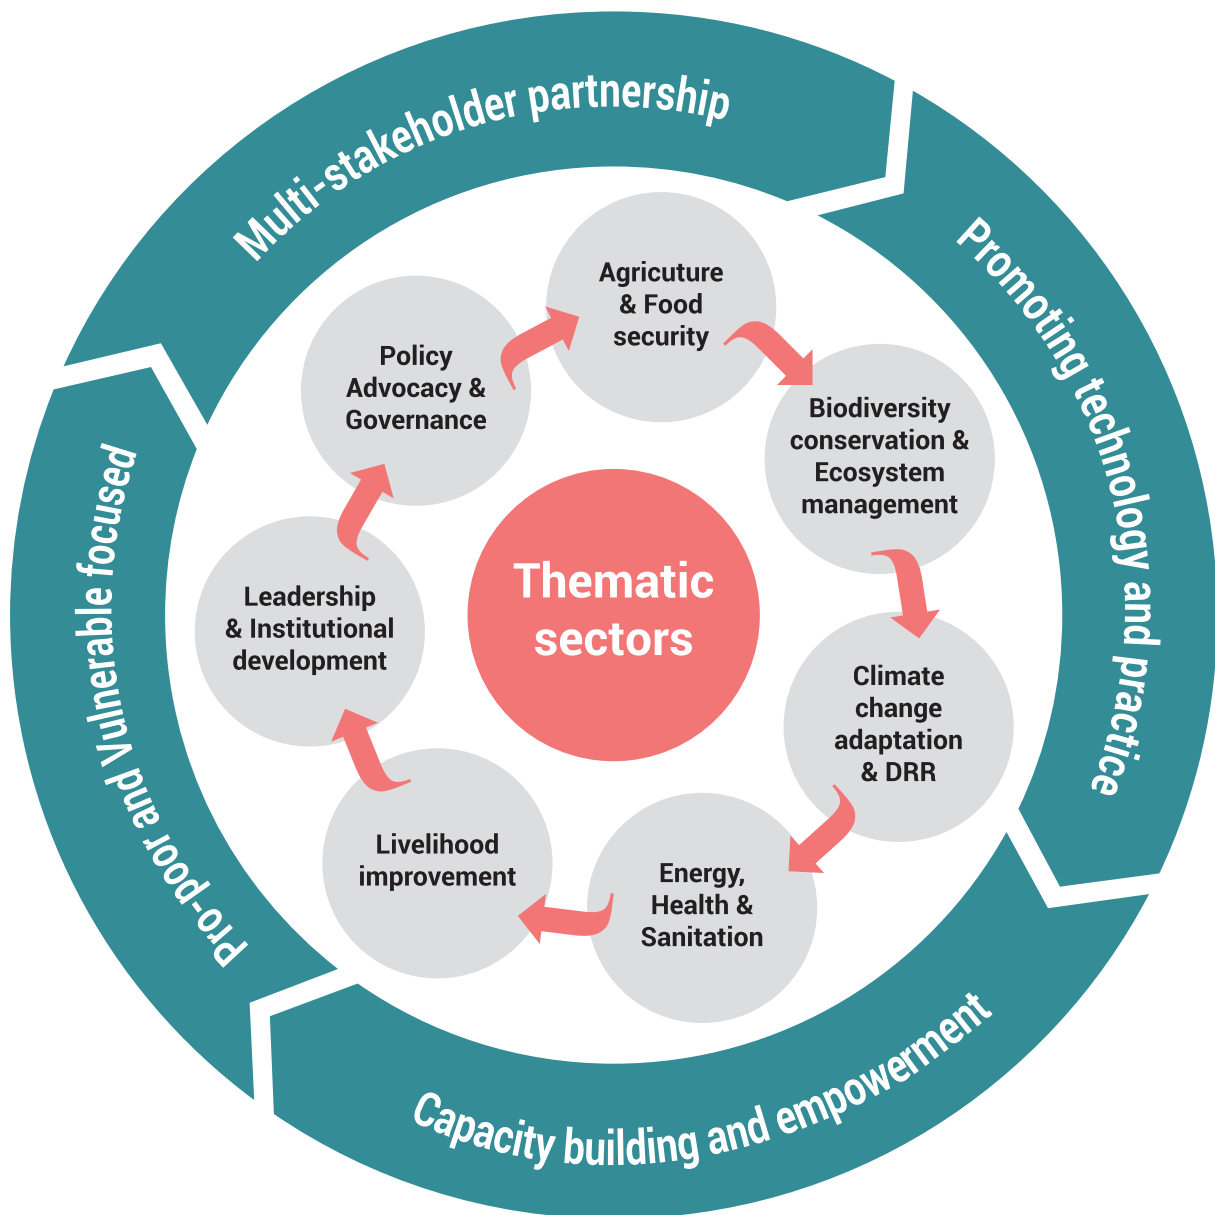 Multi-stakeholder partnership
Promoting technology and practice
Capacity building and empowerment
Pro-poor and Vulnerable focused
Thematic
sectors
Agricuture
& Food
security
Biodiversity
conservation &
Ecosystem
management
Climate
change
adaptation
& DRR
Energy,
Health &
Sanitation
Livelihood
improvement
Leadership
& Institutional
development
Policy
Advocacy &
Governance